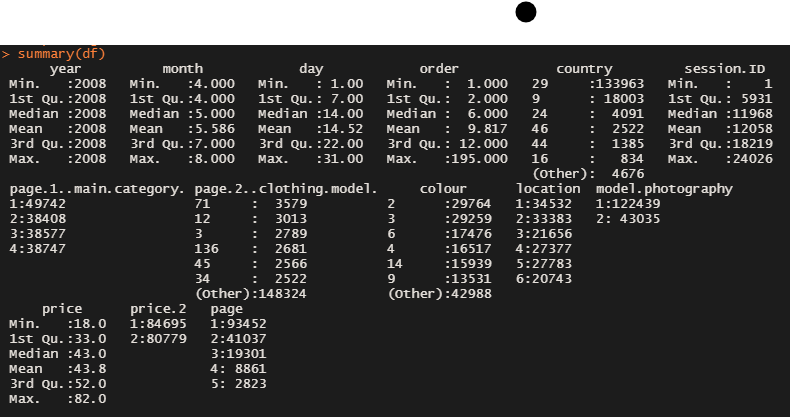 > summary(df)
year month day order country session.ID
Min. :2008 Min. :4.000 Min. : 1.00 Min. : 1.000 29 :133963 Min. : 1
1st Qu.:2008 1st Qu.:4.000 1st Qu.: 7.00 1st Qu.: 2.000 9 : 18003 1st Qu.: 5931
Median :2008 Median :5.000 Median :14.00 Median : 6.000 24 : 4091 Median :11968
Mean :2008 Mean :5.586 Mean :14.52 Mean : 9.817 46 : 2522 Mean :12058
3rd Qu.:2008 3rd Qu.:7.000 3rd Qu.:22.00 3rd Qu.: 12.000 44 : 1385 3rd Qu.:18219
Max. :2008 Max. :8.000 Max. :31.00 Max. :195.000 16 : 834 Max. :24026
(Other): 4676
page.1..main.category. page.2..clothing.model. colour location model.photography
1:49742 71 : 3579 2 :29764 1:34532 1:122439
2:38408 12 : 3013 3 :29259 2:33383 2: 43035
3:38577 3 : 2789 6 :17476 3:21656
4:38747 136 : 2681 4 :16517 4:27377
45 : 2566 14 :15939 5:27783
34 : 2522 9 :13531 6:20743
(Other):148324 (Other):42988
price price.2 page
Min. :18.0 1:84695 1:93452
1st Qu.:33.0 2:80779 2:41037
Median :43.0 3:19301
Mean :43.8 4: 8861
3rd Qu.:52.0 5: 2823
Max. :82.0